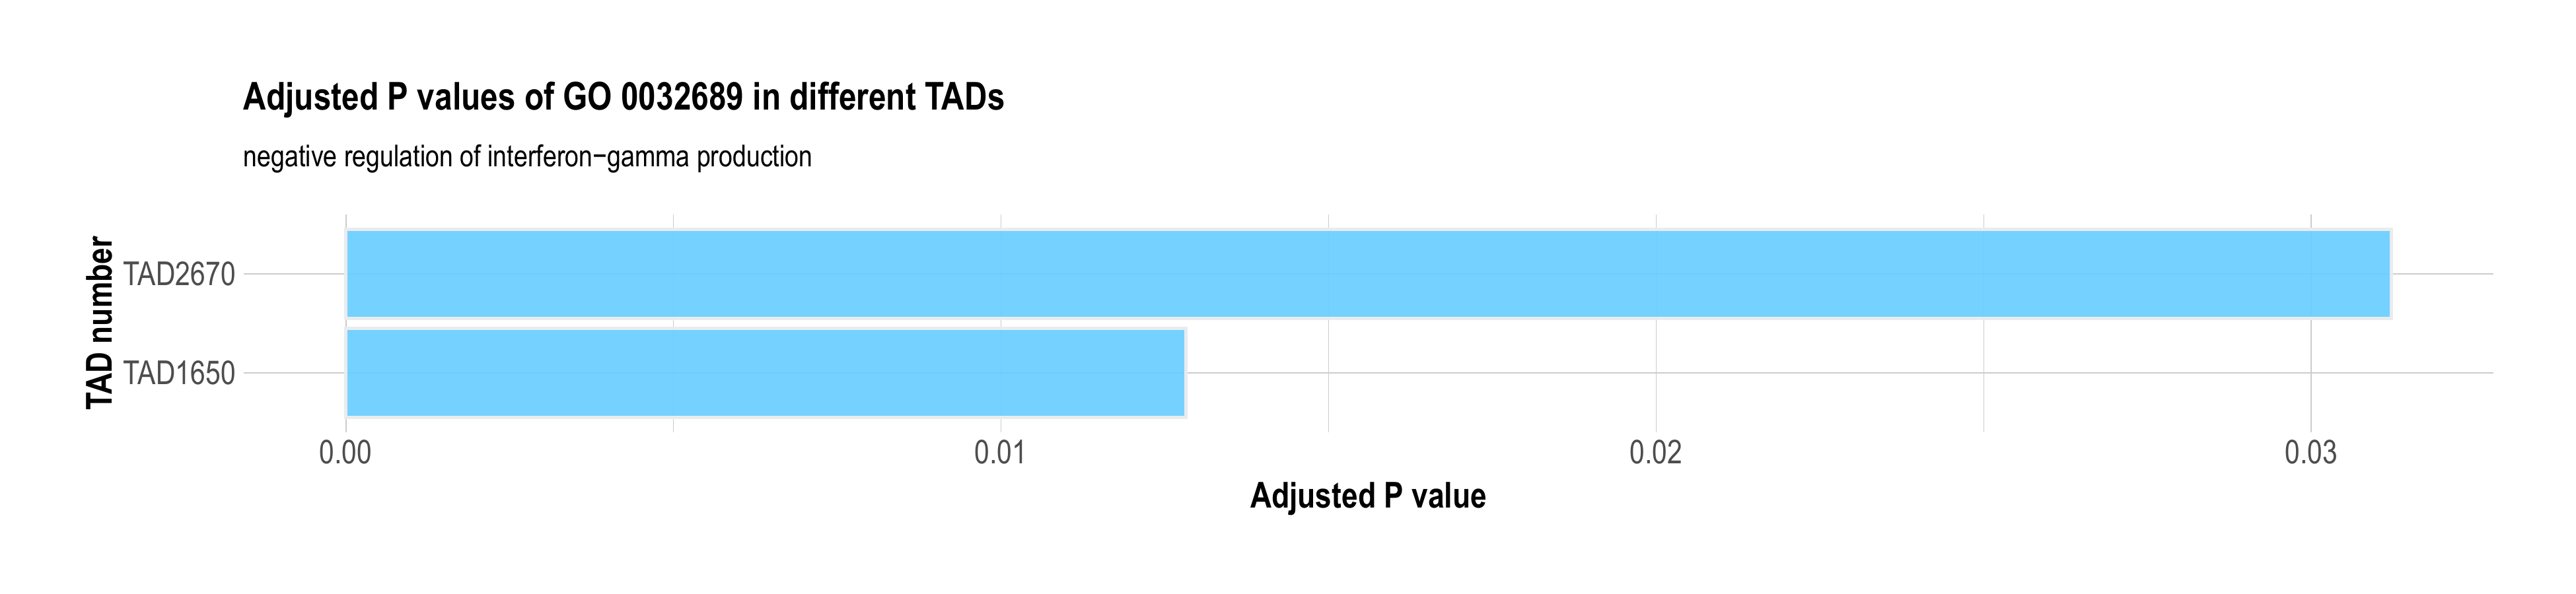 Adjusted P values of GO 0032689 in different TADs
negative regulation of interferon−gamma production
TAD number
TAD2670
TAD1650
0.00 0.01 0.02 0.03
Adjusted P value